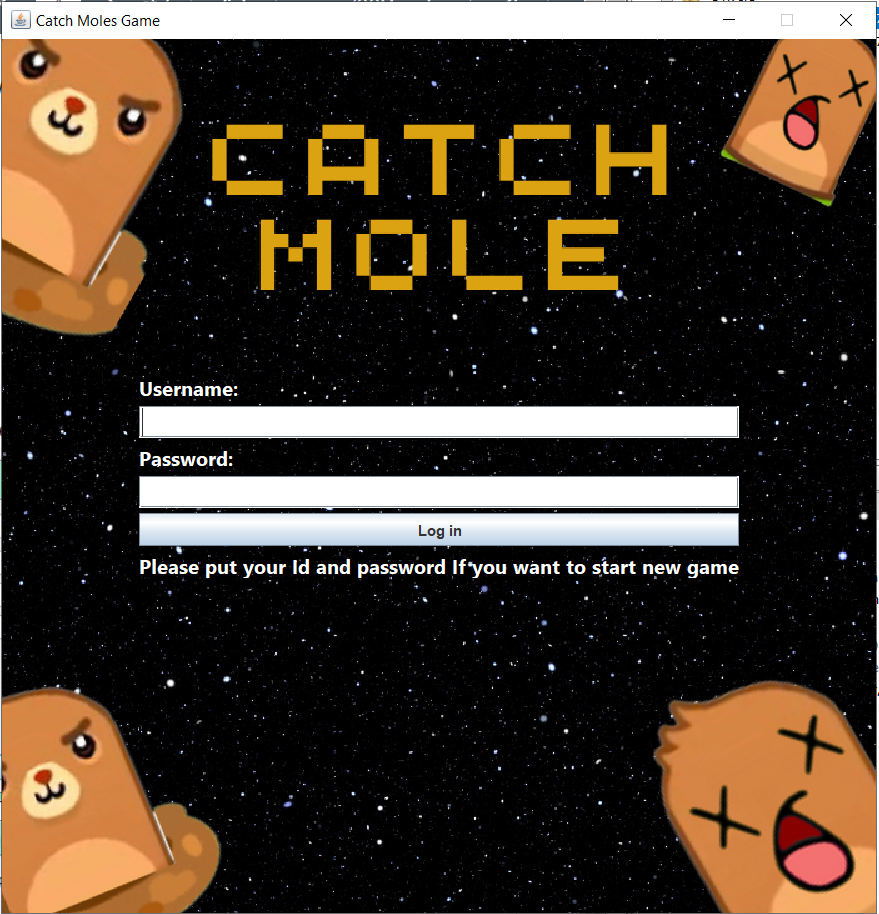 Catch Moles Game
CATCH
MOLE
Username:
Password:
Log in
Please put your Id and password If you want to start new game